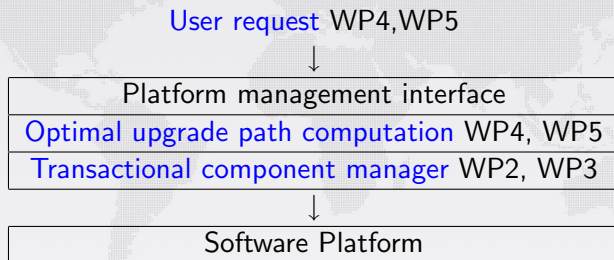 User request WP4,WP5
↓
Platform management interface
Optimal upgrade path computation WP4, WP5
Transactional component manager WP2, WP3
↓
Software Platform